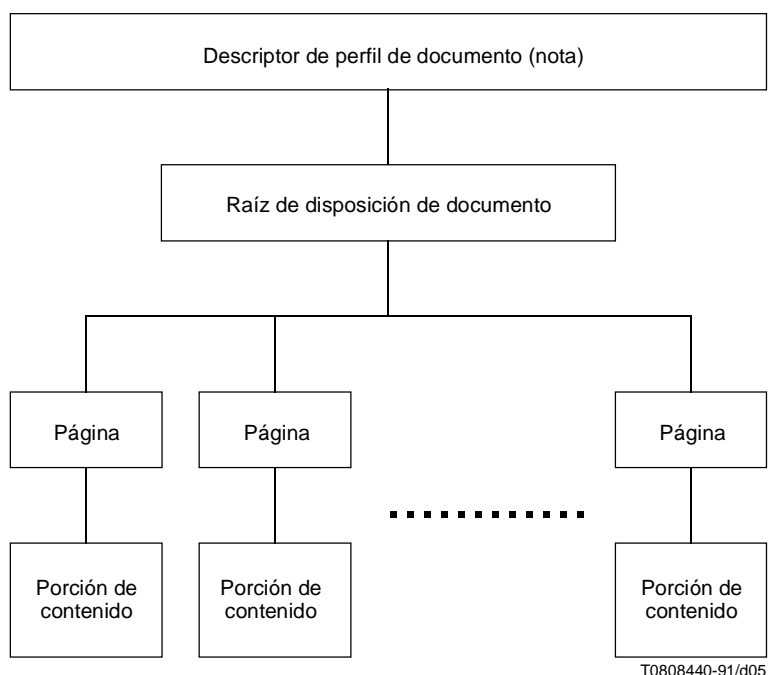 Descriptor de perfil de documento (nota)
Raíz de disposición de documento
Página
Página
Página
Porción de
contenido
Porción de
contenido
Porción de
contenido
T0808440-91/d05